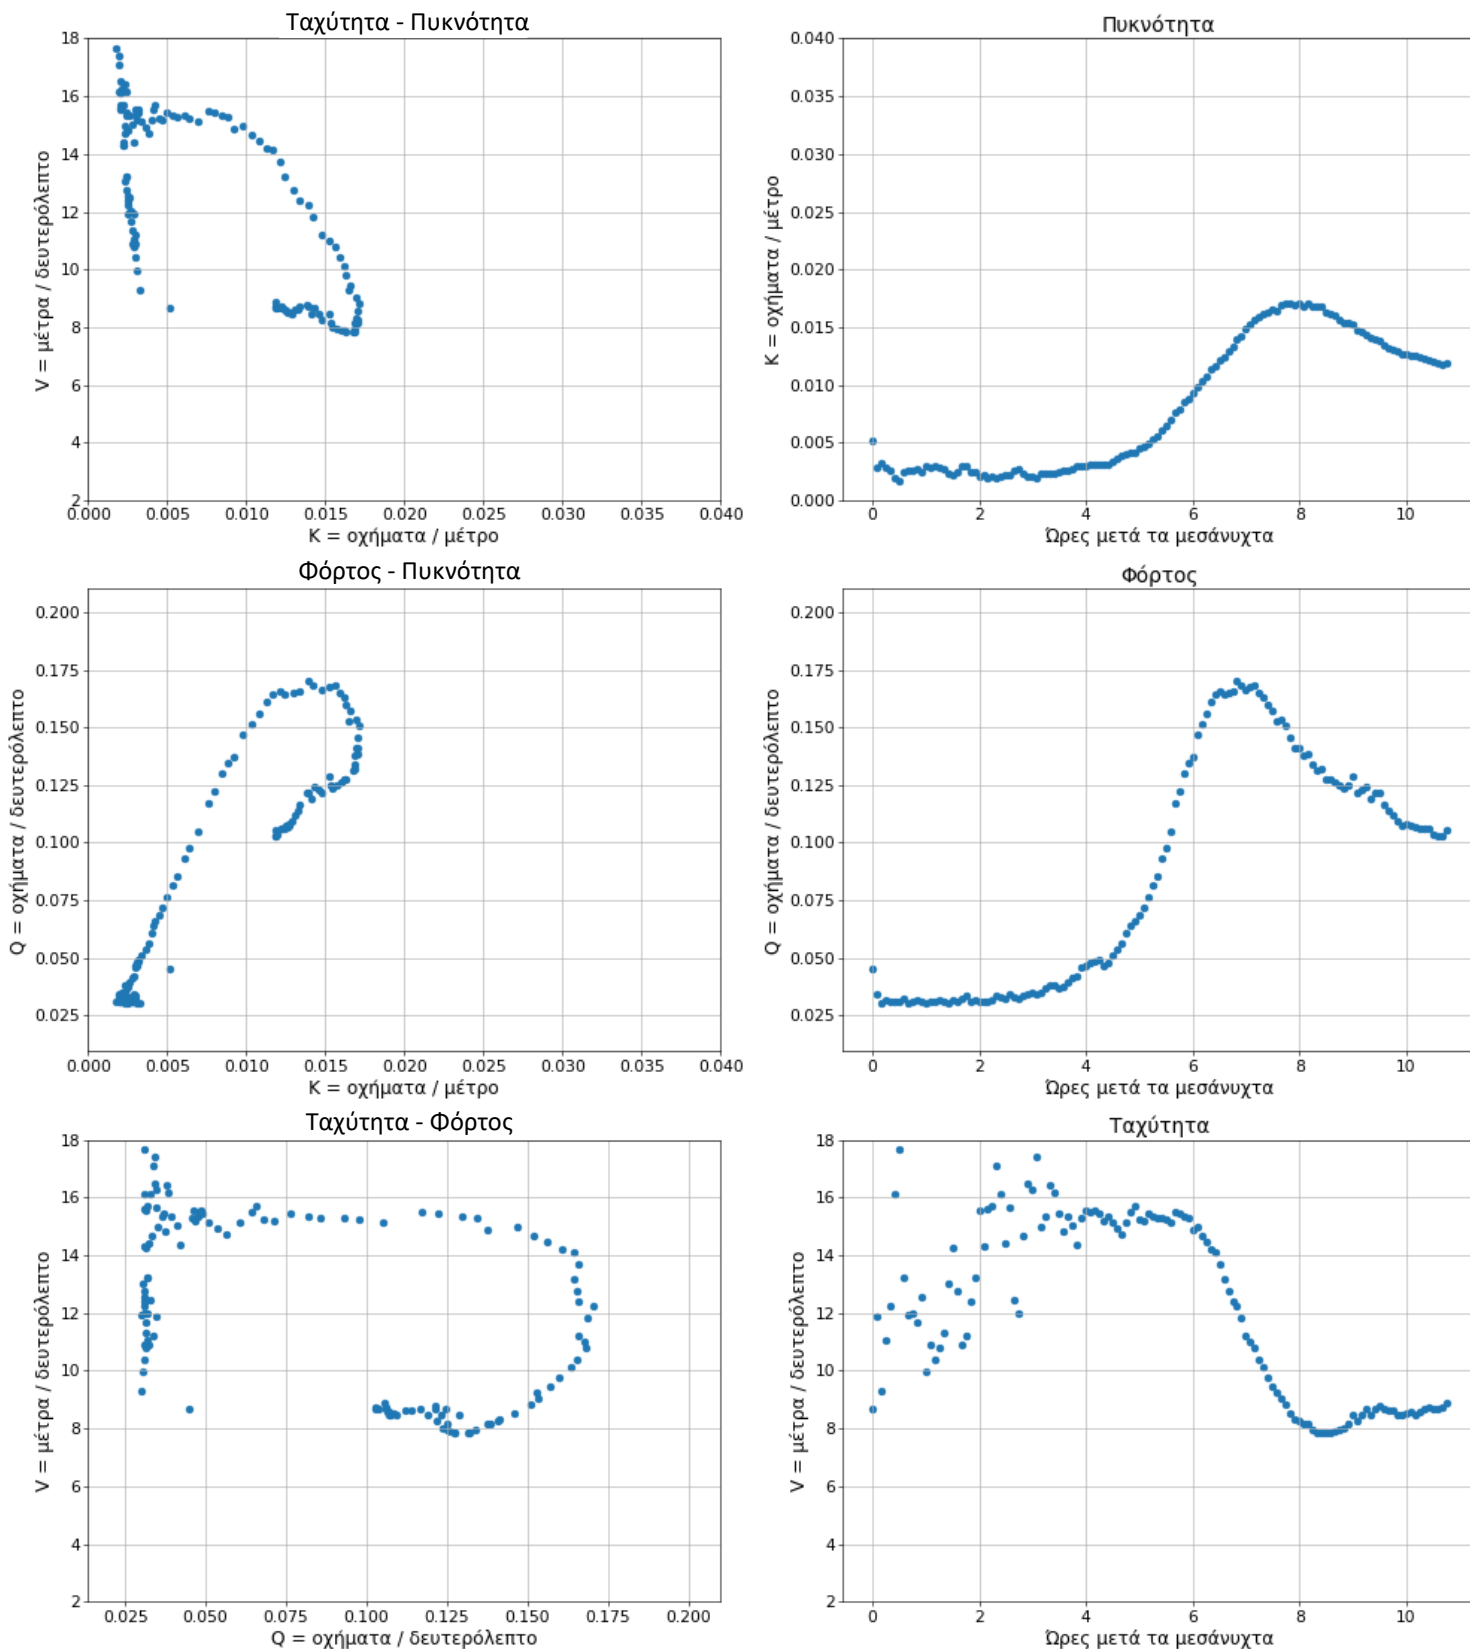 Ταχύτητα - Πυκνότητα
18
16
14
12
10
8
6
4
2
V = μέτρα / δευτερόλεπτο
0.000 0.005 0.010 0.015 0.020 0.025 0.030 0.035 0.040
K = οχήματα / μέτρο
Πυκνότητα
0.040
0.035
0.030
0.025
0.020
0.015
0.010
0.005
0.000
K = οχήματα / μέτρο
0 2 4 6 8 10
Ώρες μετά τα μεσάνυχτα
Φόρτος - Πυκνότητα
0.200
0.175
0.150
0.125
0.100
0.075
0.050
0.025
Q = οχήματα / δευτερόλεπτο
0.000 0.005 0.010 0.015 0.020 0.025 0.030 0.035 0.040
K = οχήματα / μέτρο
Φόρτος
0.200
0.175
0.150
0.125
0.100
0.075
0.050
0.025
Q = οχήματα / δευτερόλεπτο
0 2 4 6 8 10
Ώρες μετά τα μεσάνυχτα
Ταχύτητα - Φόρτος
18
16
14
12
10
8
6
4
2
V = μέτρα / δευτερόλεπτο
0.025 0.050 0.075 0.100 0.125 0.150 0.175 0.200
Q = οχήματα / δευτερόλεπτο
Ταχύτητα
18
16
14
12
10
8
6
4
2
V = μέτρα / δευτερόλεπτο
0 2 4 6 8 10
Ώρες μετά τα μεσάνυχτα